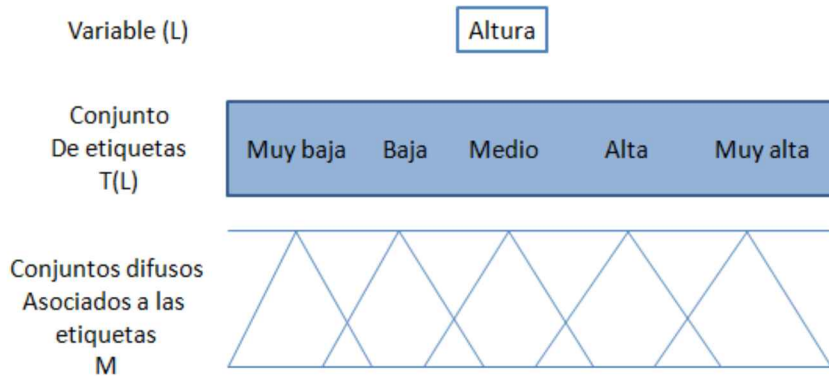 Variable (L)
Altura
Conjunto
De etiquetas
T(L)
Muy baja Baja Medio Alta Muy alta
Conjuntos difusos
Asociados a las
etiquetas
M